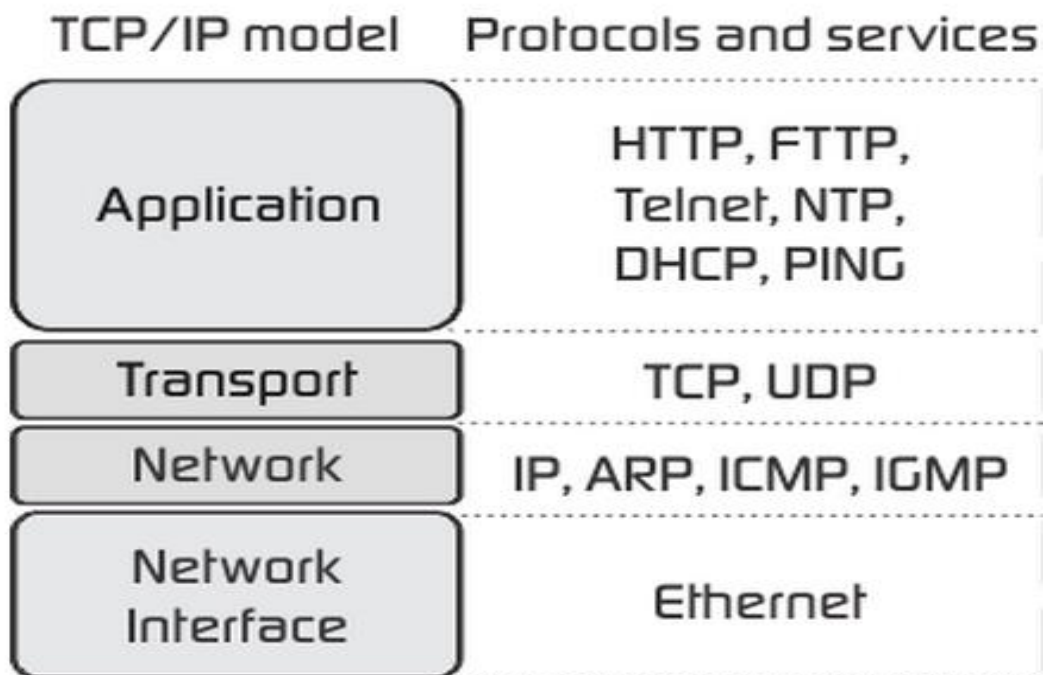 TCP/IP model Protocols and services
Application
HTTP, FTTP,
Telnet, NTP,
DHCP, PING
Transport
TCP, UDP
Network
IP, ARP, ICMP, IGMP
Network
Interface
Ethernet